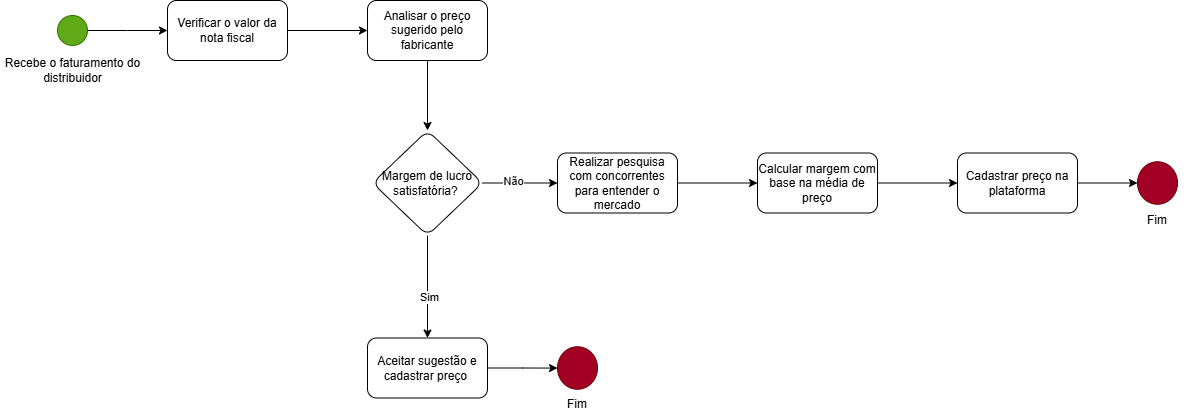 Recebe o faturamento do
distribuidor
Verificar o valor da
nota fiscal
Analisar o preço
sugerido pelo
fabricante
Margem de lucro
satisfatória?
Não
Realizar pesquisa
com concorrentes
para entender o
mercado
Calcular margem com
base na média de
preço
Cadastrar preço na
plataforma
Fim
Sim
Aceitar sugestão e
cadastrar preço
Fim